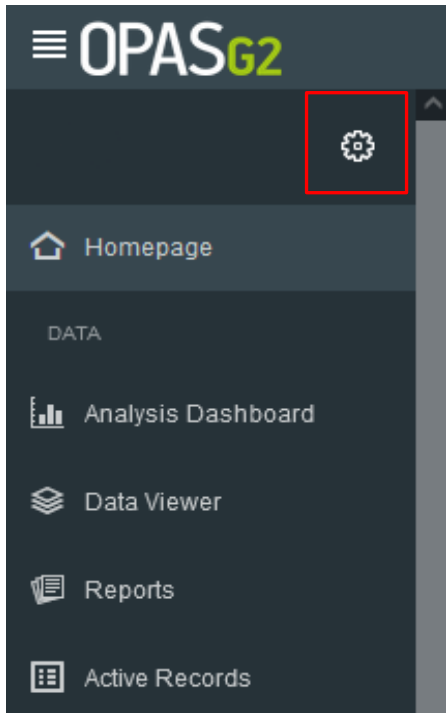 OPASG2
Homepage
DATA
Analysis Dashboard
Data Viewer
Reports
Active Records